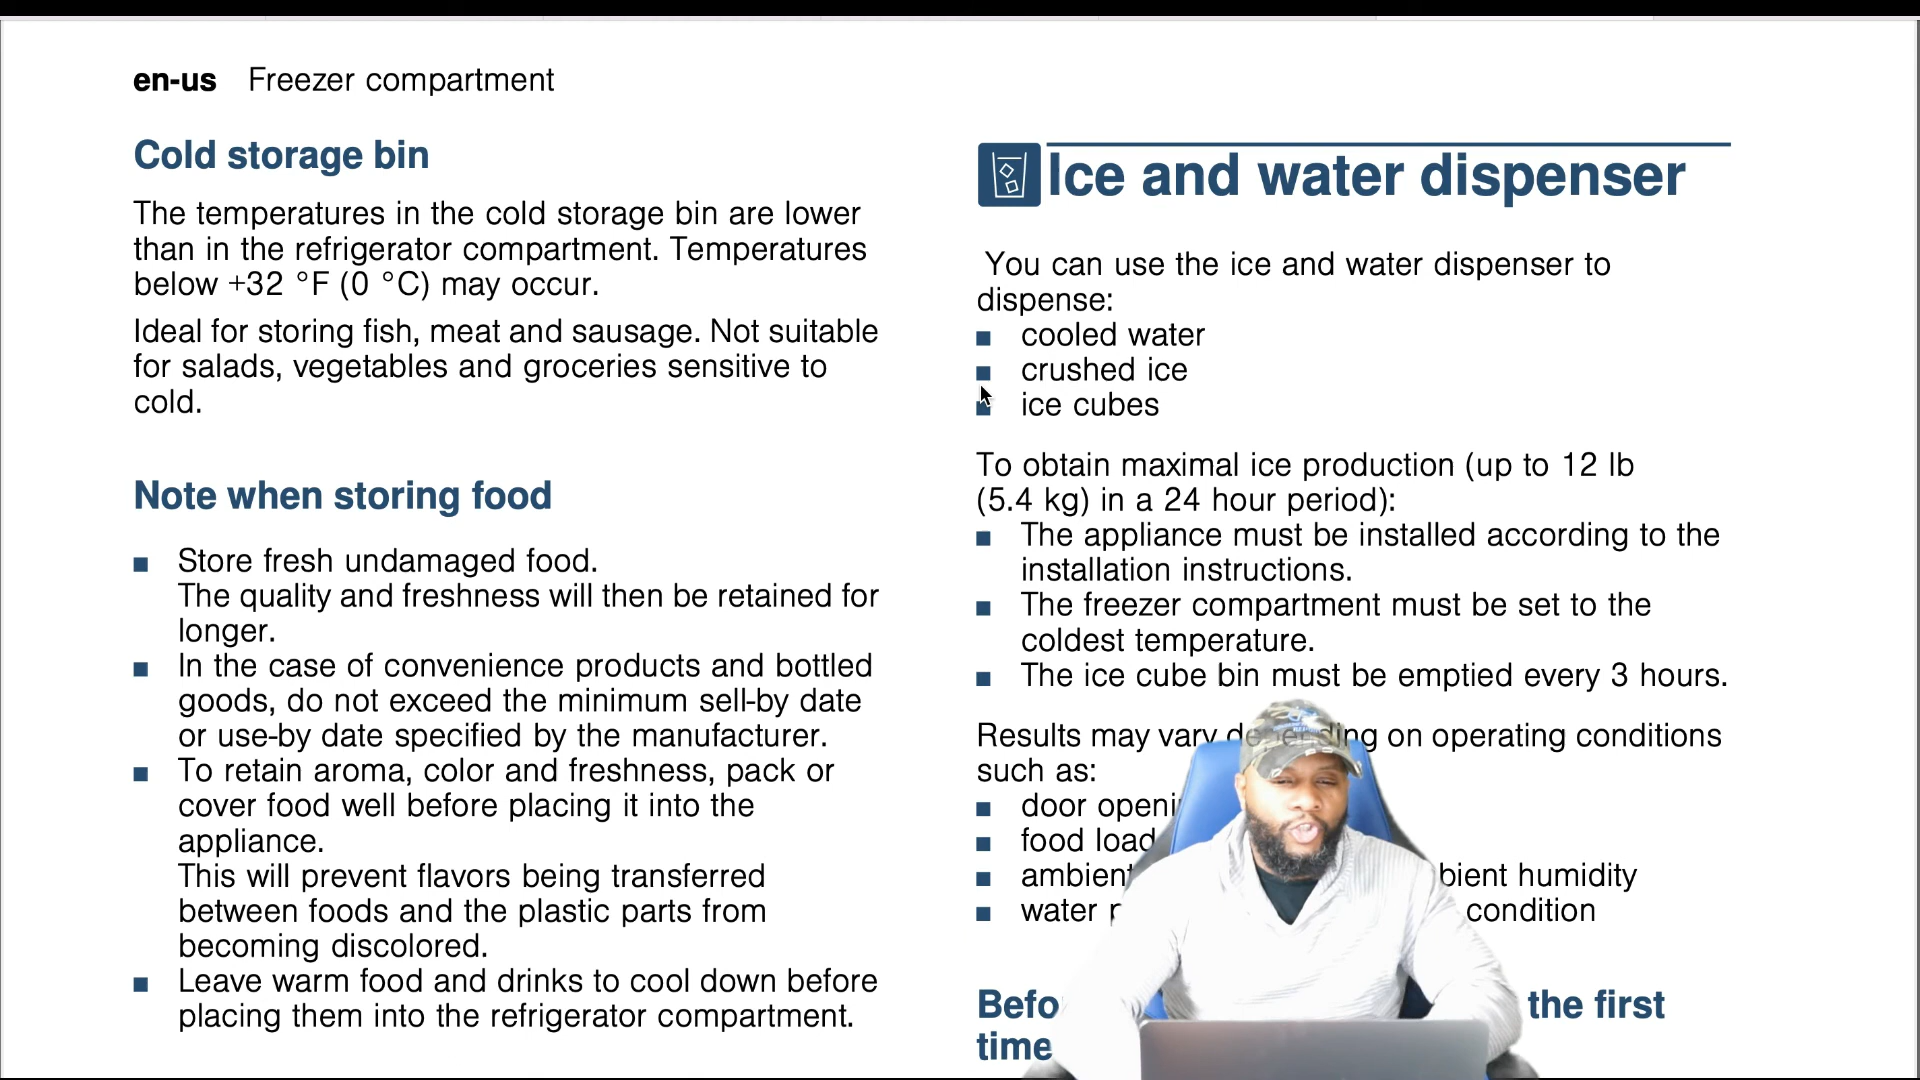 en-us Freezer compartment
Cold storage bin
The temperatures in the cold storage bin are lower
than in the refrigerator compartment. Temperatures
below +32 °F (0 °C) may occur.
Ideal for storing fish, meat and sausage. Not suitable
for salads, vegetables and groceries sensitive to
cold.
Note when storing food
■ Store fresh undamaged food.
The quality and freshness will then be retained for
longer.
■ In the case of convenience products and bottled
goods, do not exceed the minimum sell-by date
or use-by date specified by the manufacturer.
■ To retain aroma, color and freshness, pack or
cover food well before placing it into the
appliance.
This will prevent flavors being transferred
between foods and the plastic parts from
becoming discolored.
■ Leave warm food and drinks to cool down before
placing them into the refrigerator compartment.
Ice and water dispenser
You can use the ice and water dispenser to
dispense:
■ cooled water
■ crushed ice
■ ice cubes
To obtain maximal ice production (up to 12 lb
(5.4 kg) in a 24 hour period):
■ The appliance must be installed according to the
installation instructions.
■ The freezer compartment must be set to the
coldest temperature.
■ The ice cube bin must be emptied every 3 hours.
Results may vary depending on operating conditions
such as:
■ door
■ food
■ ambient humidity
■ water condition
the first
time